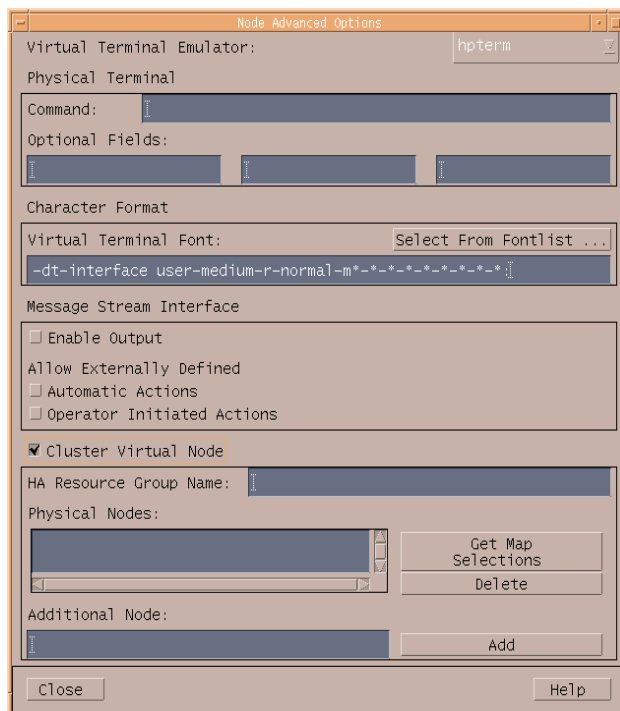 Node Advanced Options
Virtual Terminal Emulator: hpterm
Physical Terminal
Command:
Optional Fields:
Character Format
Virtual Terminal Font: Select From Fontlist ...
-dt-interface user-medium-r-normal-m*-*-*-*-*-*-*-*-*:
Message Stream Interface
Enable Output
Allow Externally Defined
Automatic Actions
Operator Initiated Actions
Cluster Virtual Node
HA Resource Group Name:
Physical Nodes:
Get Map
Selections
Delete
Additional Node:
Add
Close Help